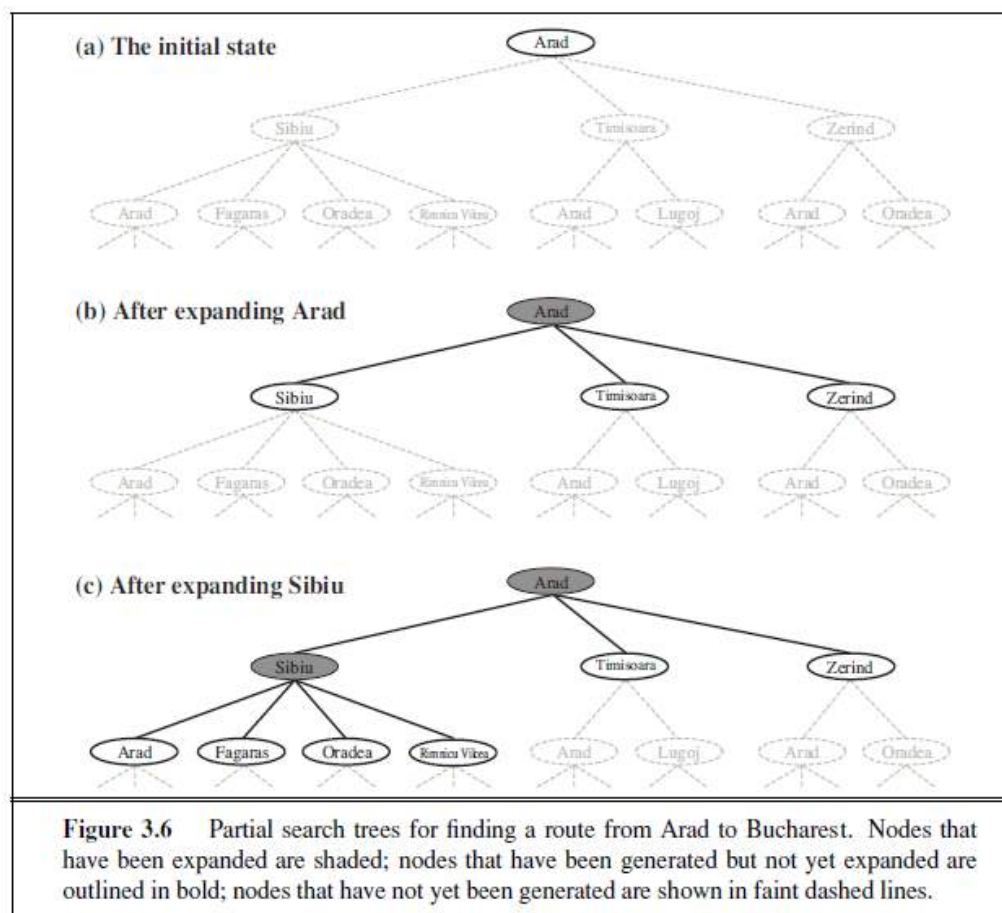 (a) The initial state
Arad
Sibiu
Timisoara
Zerind
Arad
Fagaras
Oradea
Rimnicu Vilcea
Arad
Lugoj
Arad
Oradea
(b) After expanding Arad
Arad
Sibiu
Timisoara
Zerind
Arad
Fagaras
Oradea
Rimnicu Vilcea
Arad
Lugoj
Arad
Oradea
(c) After expanding Sibiu
Arad
Sibiu
Timisoara
Zerind
Arad
Fagaras
Oradea
Rimnicu Vilcea
Arad
Lugoj
Arad
Oradea
Figure 3.6 Partial search trees for finding a route from Arad to Bucharest. Nodes that
have been expanded are shaded; nodes that have been generated but not yet expanded are
outlined in bold; nodes that have not yet been generated are shown in faint dashed lines.